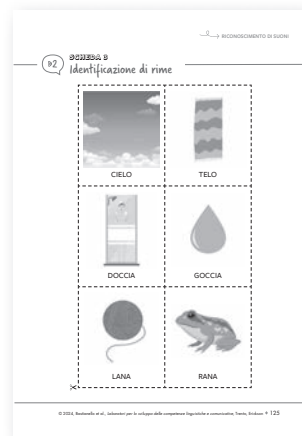 RICONOSCIMENTO DI SUONI
D2
SCHEDA 3
Identificazione di rime
CIELO TELO
DOCCIA GOCCIA
LANA RANA
© 2024, Bastianello et al., Laboratori per lo sviluppo delle competenze linguistiche e comunicative, Trento, Erickson • 125